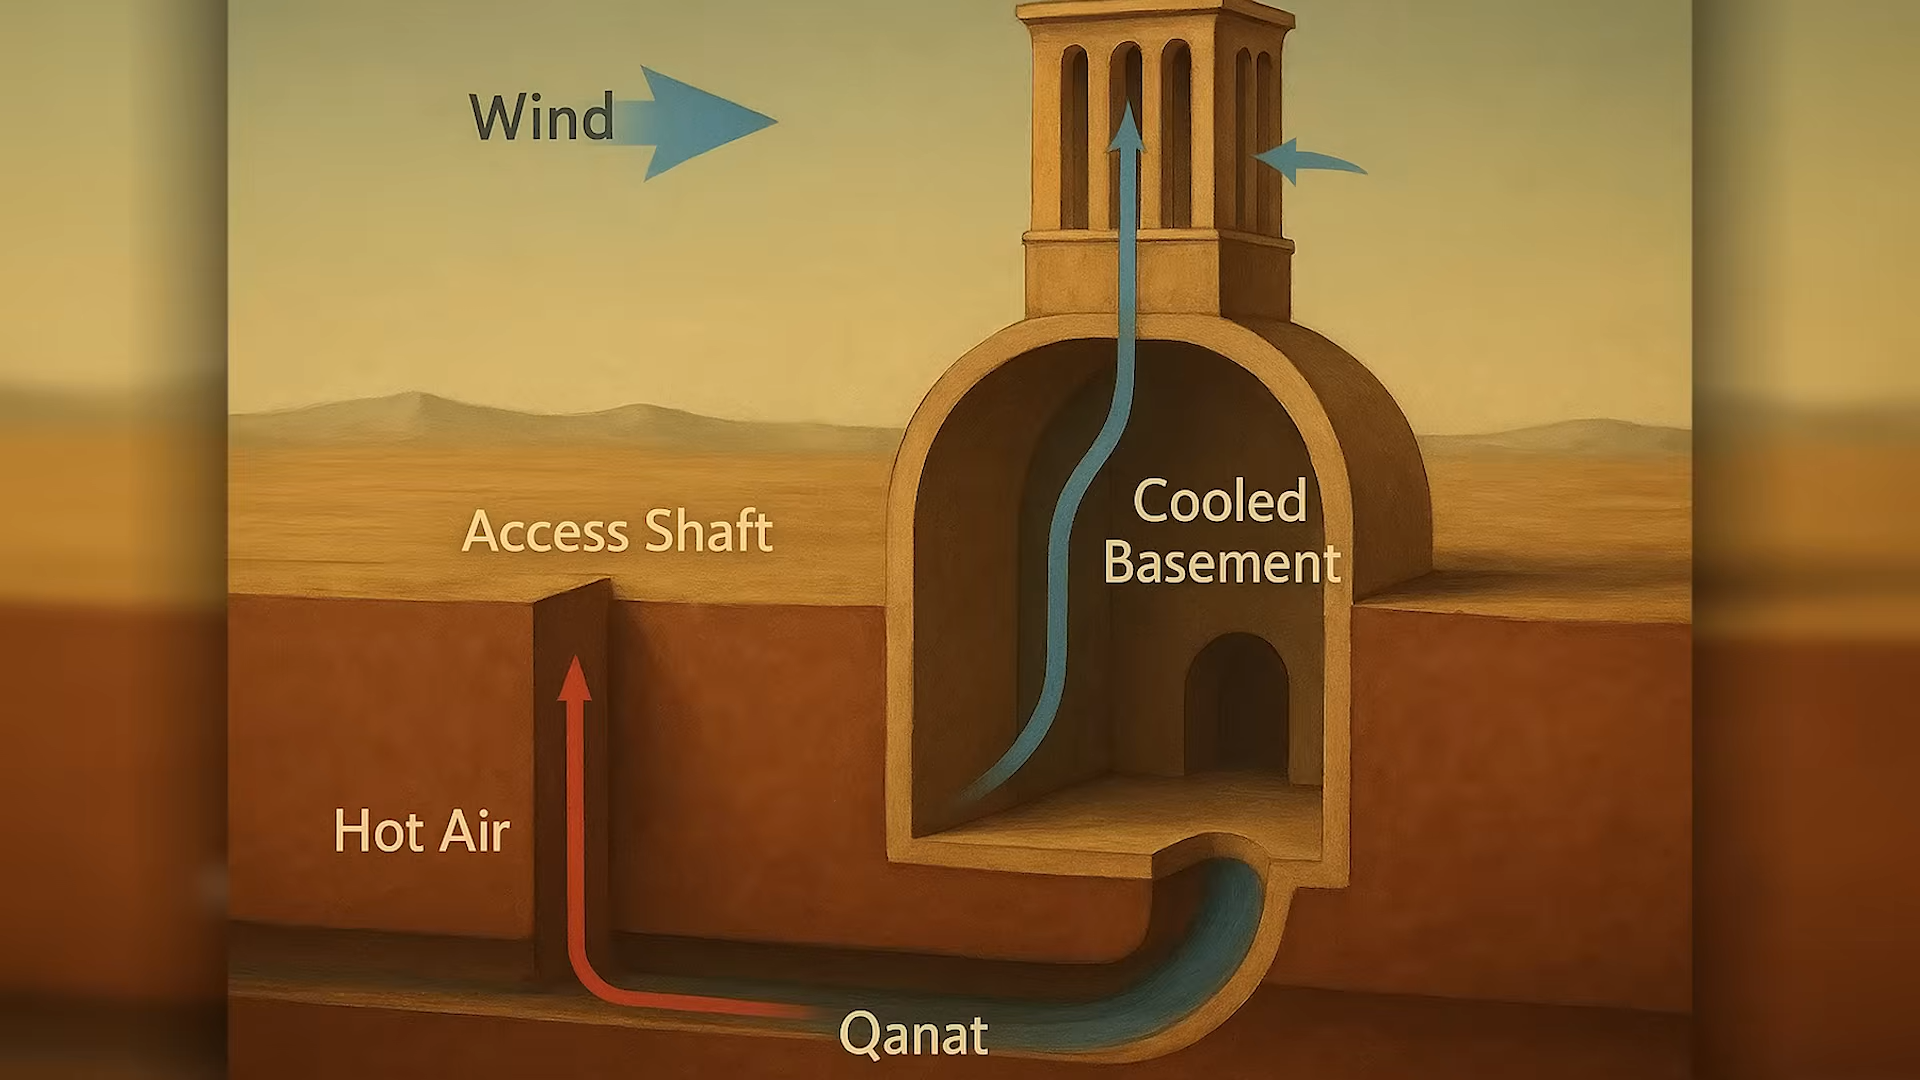 Wind
Access Shaft
Cooled
Basement
Hot Air
Qanat